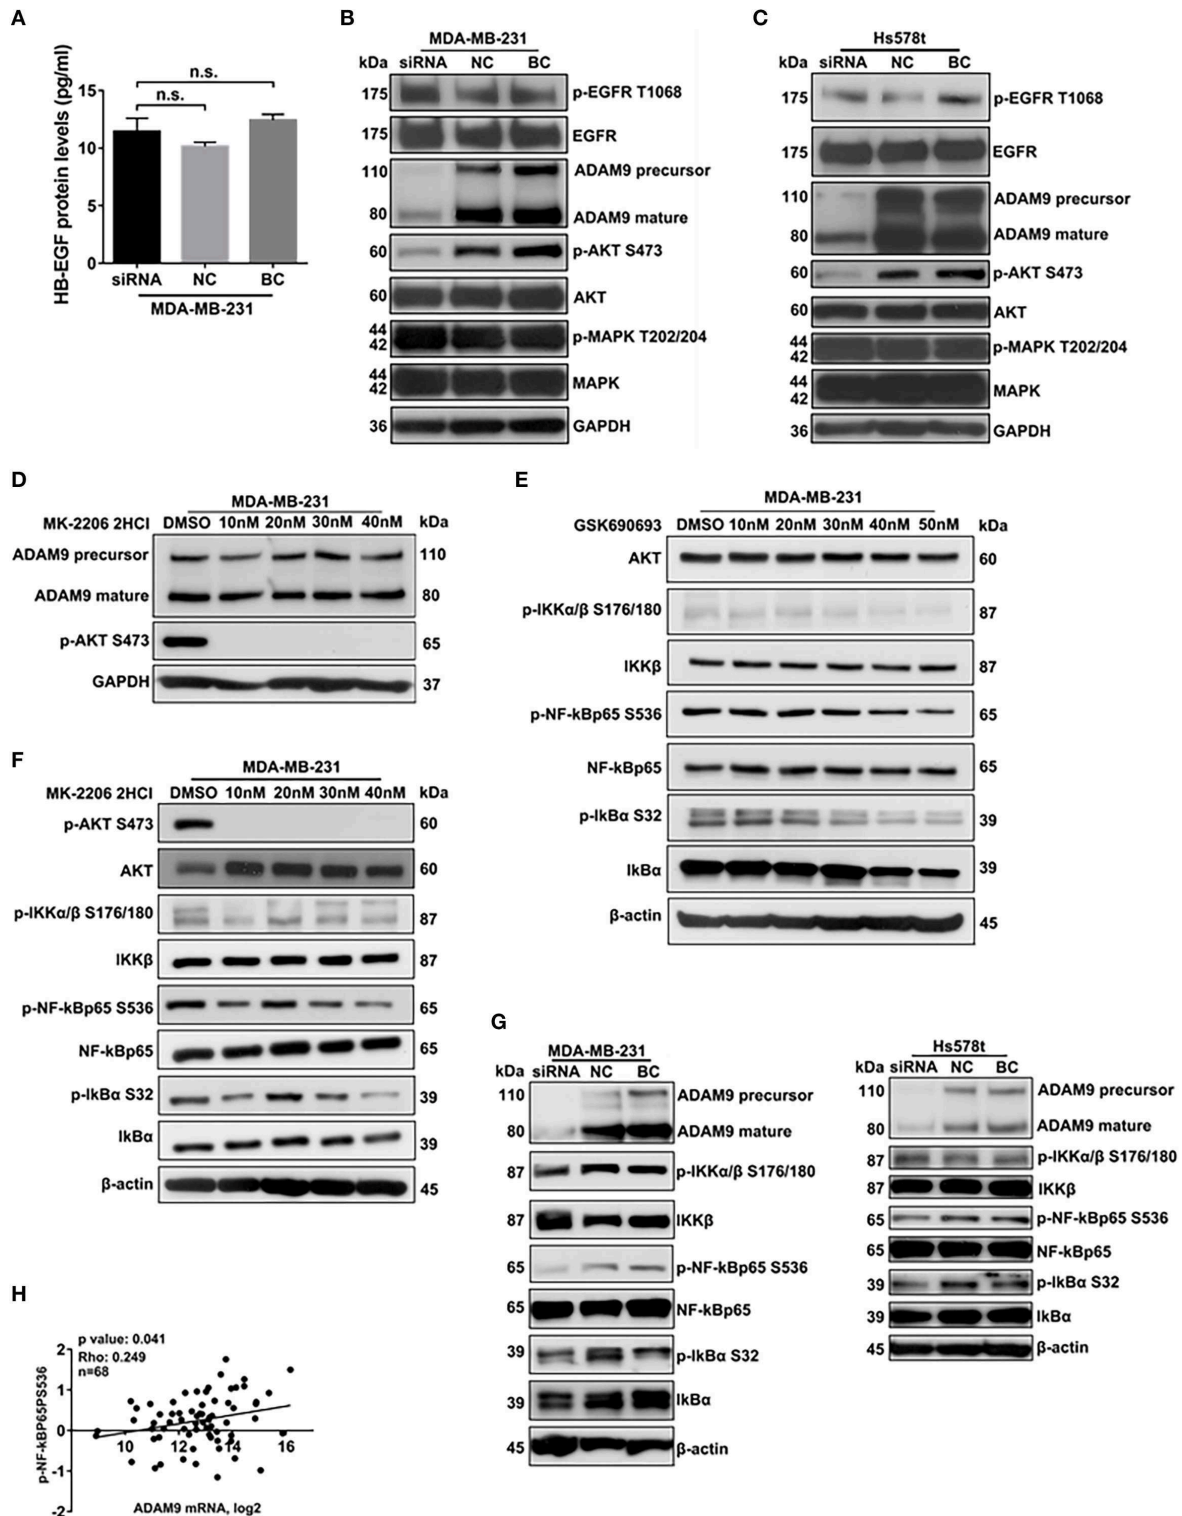 A
HB-EGF protein levels (pg/ml)
15
10
5
0
n.s.
n.s.
siRNA NC BC
MDA-MB-231
B
MDA-MB-231
kDa siRNA NC BC
175 p-EGFR T1068
175 EGFR
110 ADAM9 precursor
80 ADAM9 mature
60 p-AKT S473
60 AKT
44
42 p-MAPK T202/204
44
42 MAPK
36 GAPDH
C
Hs578t
kDa siRNA NC BC
175 p-EGFR T1068
175 EGFR
110 ADAM9 precursor
80 ADAM9 mature
60 p-AKT S473
60 AKT
44
42 p-MAPK T202/204
44
42 MAPK
36 GAPDH
D
MDA-MB-231
MK-2206 2HCl DMSO 10nM 20nM 30nM 40nM kDa
ADAM9 precursor 110
ADAM9 mature 80
p-AKT S473 65
GAPDH 37
E
MDA-MB-231
GSK690693 DMSO 10nM 20nM 30nM 40nM 50nM kDa
AKT 60
p-IKKα/β S176/180 87
IKKβ 87
p-NF-kBp65 S536 65
NF-kBp65 65
p-IkBα S32 39
IkBα 39
β-actin 45
F
MDA-MB-231
MK-2206 2HCl DMSO 10nM 20nM 30nM 40nM kDa
p-AKT S473 60
AKT 60
p-IKKα/β S176/180 87
IKKβ 87
p-NF-kBp65 S536 65
NF-kBp65 65
p-IkBα S32 39
IkBα 39
β-actin 45
G
MDA-MB-231
kDa siRNA NC BC
110 ADAM9 precursor
80 ADAM9 mature
87 p-IKKα/β S176/180
87 IKKβ
65 p-NF-kBp65 S536
65 NF-kBp65
39 p-IkBα S32
39 IkBα
45 β-actin
Hs578t
kDa siRNA NC BC
110 ADAM9 precursor
80 ADAM9 mature
87 p-IKKα/β S176/180
87 IKKβ
65 p-NF-kBp65 S536
65 NF-kBp65
39 p-IkBα S32
39 IkBα
45 β-actin
H
p value: 0.041
Rho: 0.249
n=68
p-NF-kBP65PS536
2
1
0
-1
-2
10 12 14 16
ADAM9 mRNA, log2